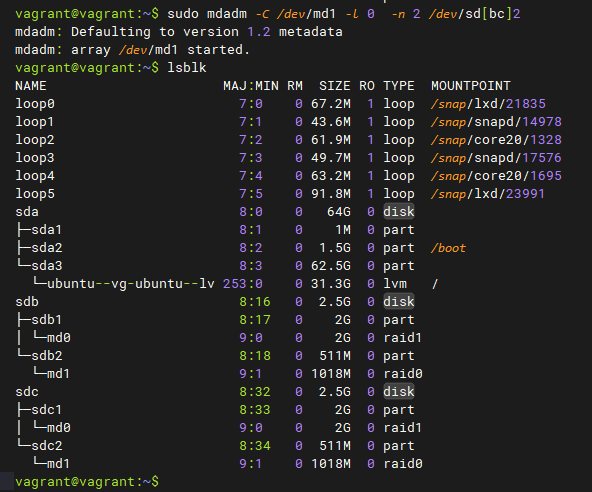 vagrant@vagrant:~$ sudo mdadm -C /dev/md1 -l 0  -n 2 /dev/sd[bc]2
mdadm: Defaulting to version 1.2 metadata
mdadm: array /dev/md1 started.
vagrant@vagrant:~$ lsblk
NAME                      MAJ:MIN RM  SIZE RO TYPE  MOUNTPOINT
loop0                       7:0    0 67.2M  1 loop  /snap/lxd/21835
loop1                       7:1    0 43.6M  1 loop  /snap/snapd/14978
loop2                       7:2    0 61.9M  1 loop  /snap/core20/1328
loop3                       7:3    0 49.7M  1 loop  /snap/snapd/17576
loop4                       7:4    0 63.2M  1 loop  /snap/core20/1695
loop5                       7:5    0 91.8M  1 loop  /snap/lxd/23991
sda                         8:0    0   64G  0 disk
├─sda1                      8:1    0    1M  0 part
├─sda2                      8:2    0  1.5G  0 part  /boot
└─sda3                      8:3    0 62.5G  0 part
  └─ubuntu--vg-ubuntu--lv 253:0    0 31.3G  0 lvm   /
sdb                         8:16   0  2.5G  0 disk
├─sdb1                      8:17   0    2G  0 part
│ └─md0                     9:0    0    2G  0 raid1
└─sdb2                      8:18   0  511M  0 part
  └─md1                     9:1    0 1018M  0 raid0
sdc                         8:32   0  2.5G  0 disk
├─sdc1                      8:33   0    2G  0 part
│ └─md0                     9:0    0    2G  0 raid1
└─sdc2                      8:34   0  511M  0 part
  └─md1                     9:1    0 1018M  0 raid0
vagrant@vagrant:~$